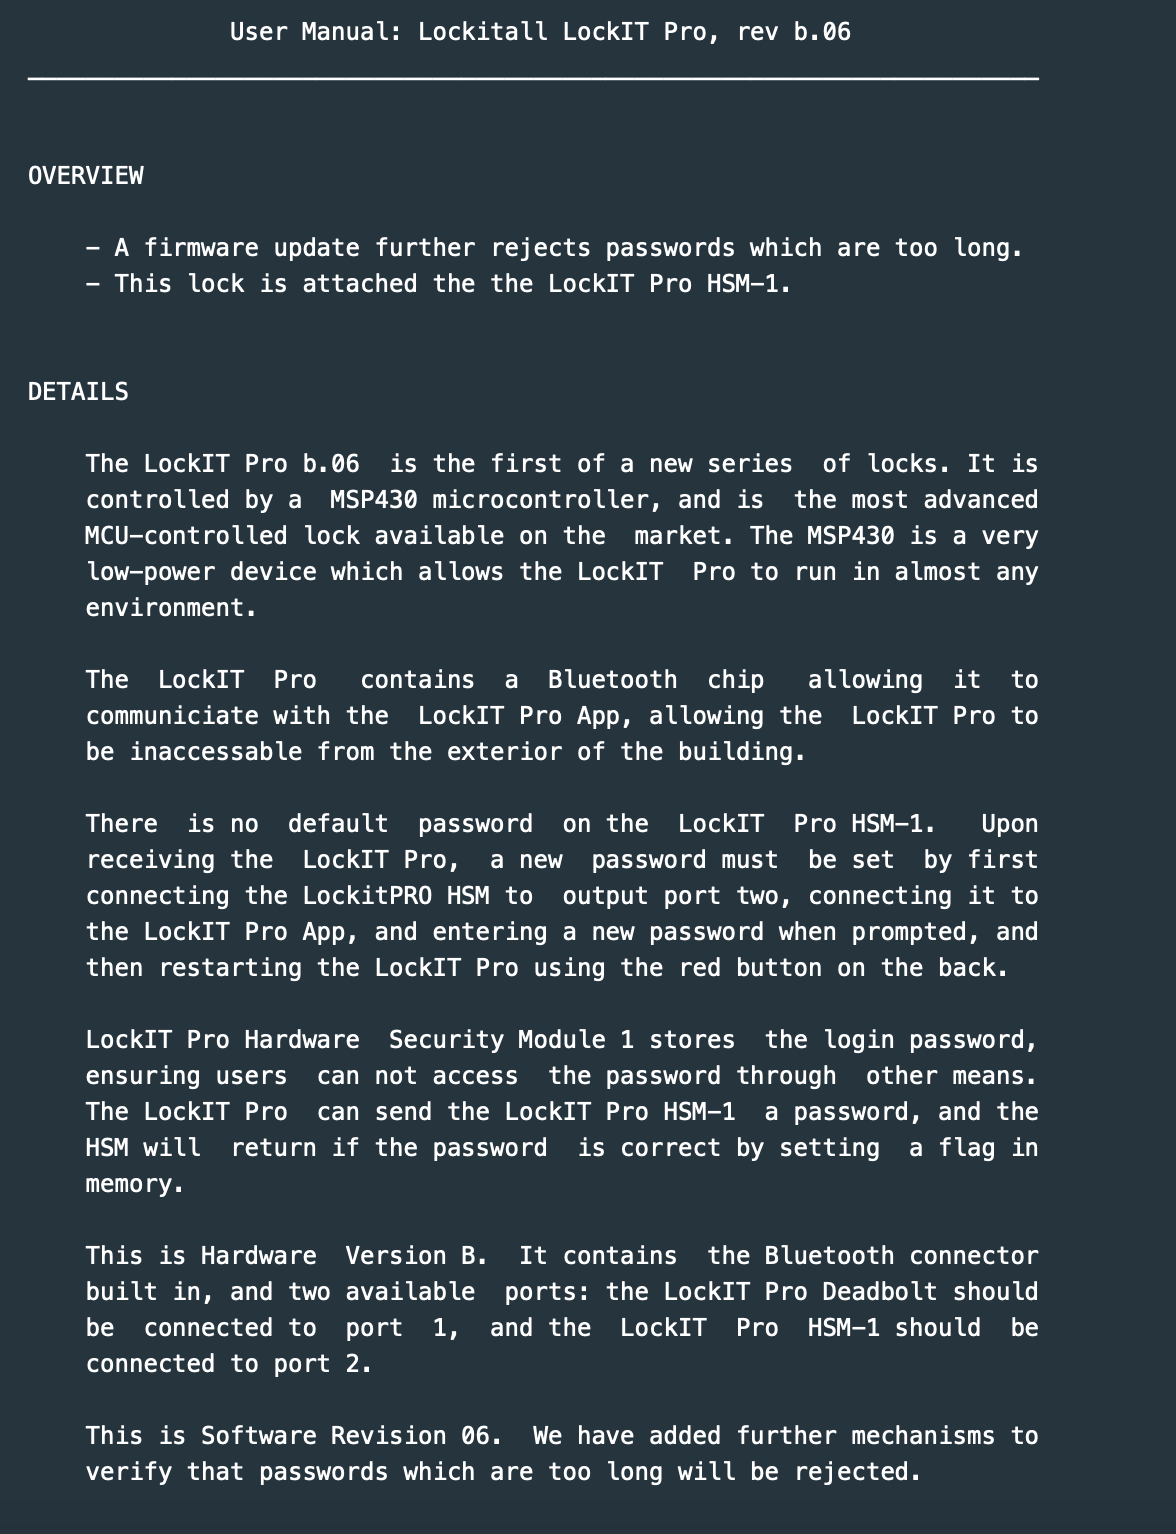 User Manual: Lockitall LockIT Pro, rev b.06
OVERVIEW
- A firmware update further rejects passwords which are too long.
- This lock is attached the the LockIT Pro HSM-1.
DETAILS
The LockIT Pro b.06  is the first of a new series  of locks. It is
controlled by a  MSP430 microcontroller, and is  the most advanced
MCU-controlled lock available on the  market. The MSP430 is a very
low-power device which allows the LockIT  Pro to run in almost any
environment.
The  LockIT  Pro   contains  a  Bluetooth  chip   allowing  it  to
communiciate with the  LockIT Pro App, allowing the  LockIT Pro to
be inaccessable from the exterior of the building.
There  is no  default  password  on the  LockIT  Pro HSM-1.   Upon
receiving the  LockIT Pro,  a new  password must  be set  by first
connecting the LockitPRO HSM to  output port two, connecting it to
the LockIT Pro App, and entering a new password when prompted, and
then restarting the LockIT Pro using the red button on the back.
LockIT Pro Hardware  Security Module 1 stores  the login password,
ensuring users  can not access  the password through  other means.
The LockIT Pro  can send the LockIT Pro HSM-1  a password, and the
HSM will  return if the password  is correct by setting  a flag in
memory.
This is Hardware  Version B.  It contains  the Bluetooth connector
built in, and two available  ports: the LockIT Pro Deadbolt should
be  connected to  port  1,  and the  LockIT  Pro  HSM-1 should  be
connected to port 2.
This is Software Revision 06.  We have added further mechanisms to
verify that passwords which are too long will be rejected.